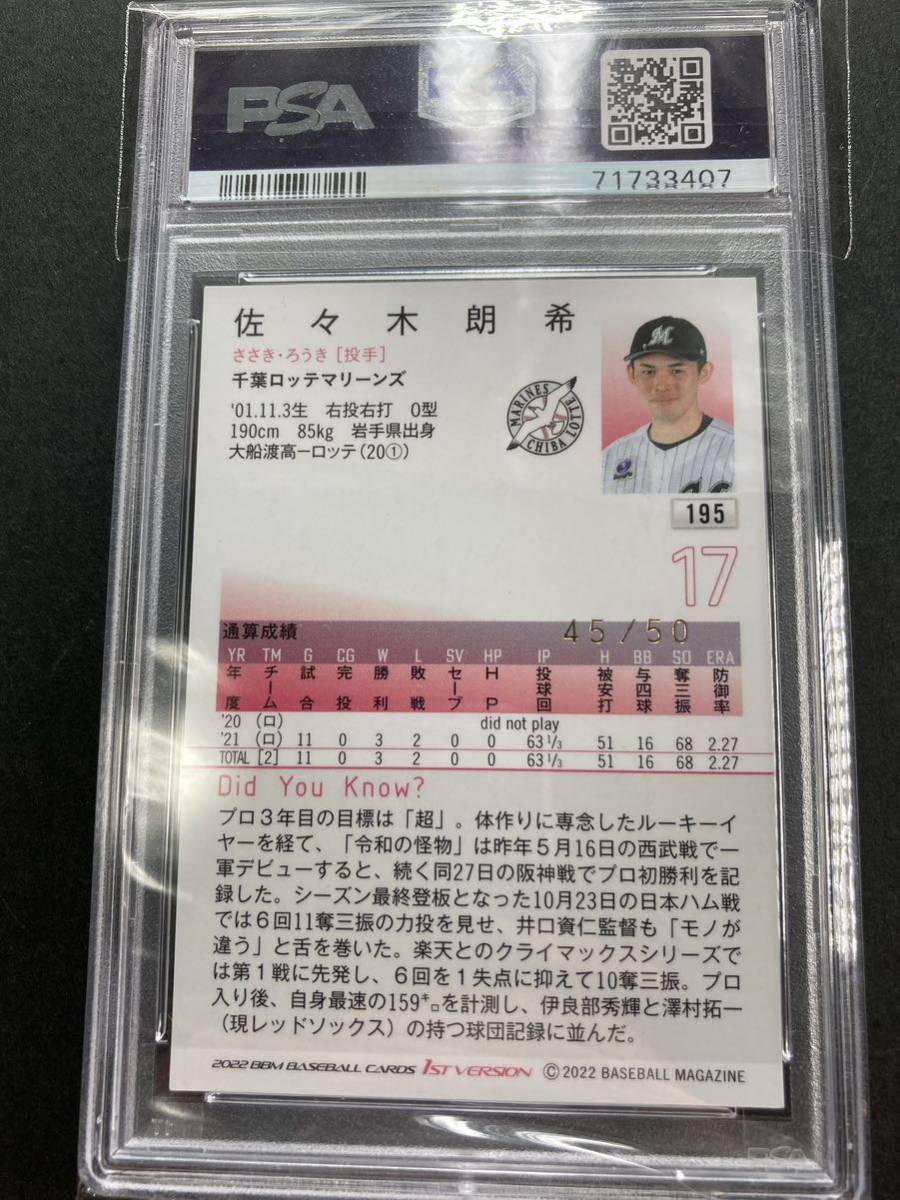 PSA
71733407
佐々木朗希
ささき・ろうき［投手］
千葉ロッテマリーンズ
'01.11.3生　右投右打　O型
190cm　85kg　岩手県出身
大船渡高ーロッテ(20①)
MARINES
CHIBA LOTTE
M
195
17
通算成績
45/50
YR TM G CG W L SV HP IP H BB SO ERA
年度 チーム 試合 完投 勝利 敗戦 セーブ HP 投球回 被安打 与四球 奪三振 防御率
'20 (ロ) did not play
'21 (ロ) 11 0 3 2 0 0 63 1/3 51 16 68 2.27
TOTAL [2] 11 0 3 2 0 0 63 1/3 51 16 68 2.27
Did You Know?
プロ３年目の目標は「超」。体作りに専念したルーキーイ
ヤーを経て、「令和の怪物」は昨年５月16日の西武戦で一
軍デビューすると、続く同27日の阪神戦でプロ初勝利を記
録した。シーズン最終登板となった10月23日の日本ハム戦
では６回11奪三振の力投を見せ、井口資仁監督も「モノが
違う」と舌を巻いた。楽天とのクライマックスシリーズで
は第１戦に先発し、６回を１失点に抑えて10奪三振。プロ
入り後、自身最速の159㌔を計測し、伊良部秀輝と澤村拓一
（現レッドソックス）の持つ球団記録に並んだ。
2022 BBM BASEBALL CARDS 1ST VERSION ©2022 BASEBALL MAGAZINE
PSA